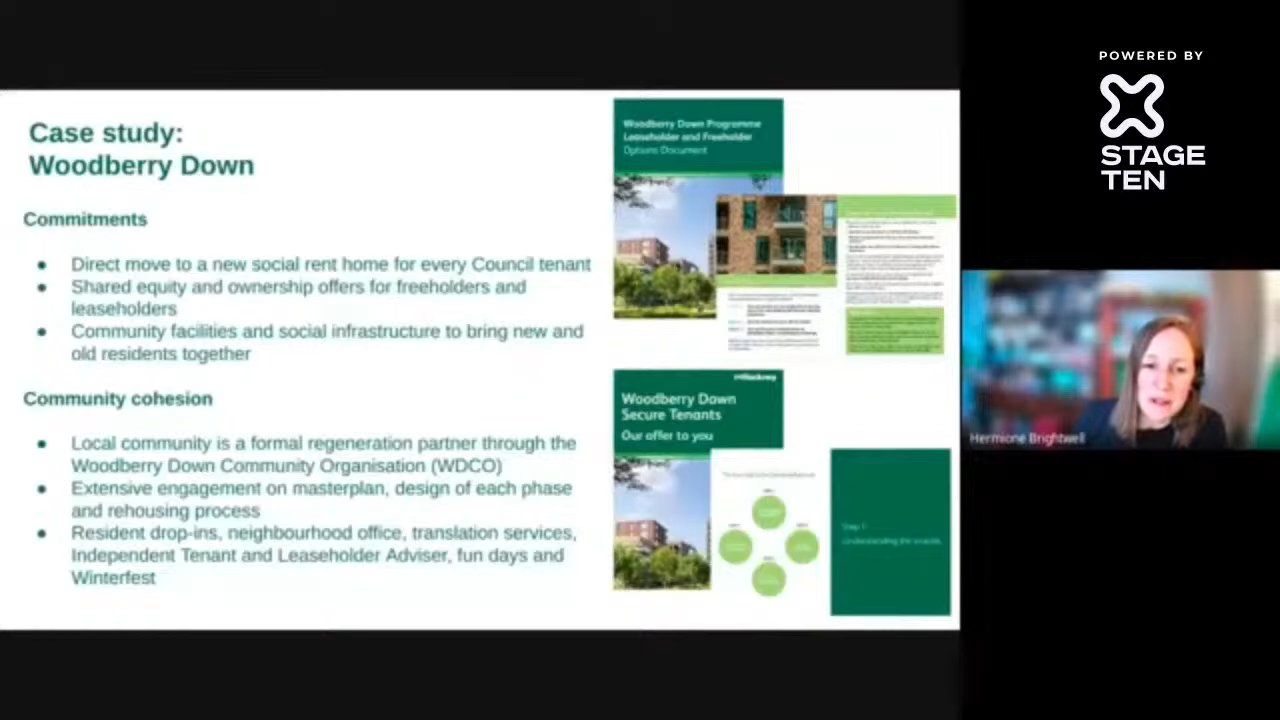 Case study:
Woodberry Down
Commitments
● Direct move to a new social rent home for every Council tenant
● Shared equity and ownership offers for freeholders and
leaseholders
● Community facilities and social infrastructure to bring new and
old residents together
Community cohesion
● Local community is a formal regeneration partner through the
Woodberry Down Community Organisation (WDCO)
● Extensive engagement on masterplan, design of each phase
and rehousing process
● Resident drop-ins, neighbourhood office, translation services,
Independent Tenant and Leaseholder Adviser, fun days and
Winterfest
Woodberry Down Programme
Leaseholder and Freeholder
Options Document
Hackney
Woodberry Down
Secure Tenants
Our offer to you
Step 1
Understanding the
POWERED BY
STAGE
TEN
Hermione Brightwell